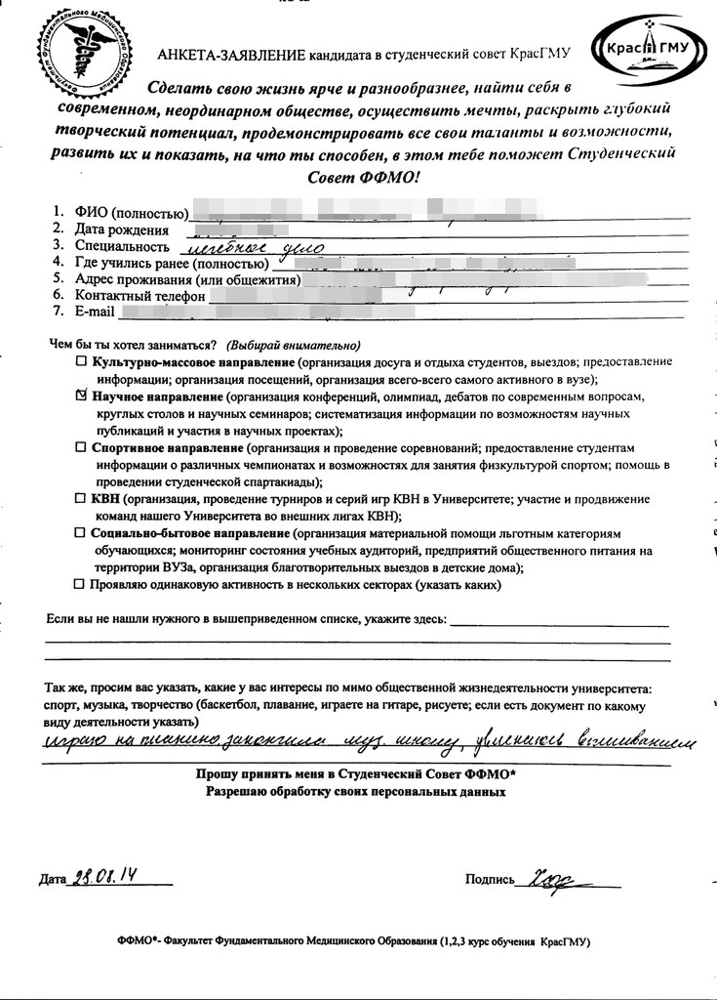 Факультет Фундаментального Медицинского Образования
КрасГМУ
АНКЕТА-ЗАЯВЛЕНИЕ кандидата в студенческий совет КрасГМУ
Сделать свою жизнь ярче и разнообразнее, найти себя в
современном, неординарном обществе, осуществить мечты, раскрыть глубокий
творческий потенциал, продемонстрировать все свои таланты и возможности,
развить их и показать, на что ты способен, в этом тебе поможет Студенческий
Совет ФФМО!
1. ФИО (полностью)
2. Дата рождения
3. Специальность лечебное дело
4. Где учились ранее (полностью)
5. Адрес проживания (или общежития)
6. Контактный телефон
7. E-mail
Чем бы ты хотел заниматься? (Выбирай внимательно)
☐ Культурно-массовое направление (организация досуга и отдыха студентов, выездов; предоставление
информации; организация посещений, организация всего-всего самого активного в вузе);
☑ Научное направление (организация конференций, олимпиад, дебатов по современным вопросам,
круглых столов и научных семинаров; систематизация информации по возможностям научных
публикаций и участия в научных проектах);
☐ Спортивное направление (организация и проведение соревнований; предоставление студентам
информации о различных чемпионатах и возможностях для занятия физкультурой спортом; помощь в
проведении студенческой спартакиады);
☐ КВН (организация, проведение турниров и серий игр КВН в Университете; участие и продвижение
команд нашего Университета во внешних лигах КВН);
☐ Социально-бытовое направление (организация материальной помощи льготным категориям
обучающихся; мониторинг состояния учебных аудиторий, предприятий общественного питания на
территории ВУЗа, организация благотворительных выездов в детские дома);
☐ Проявляю одинаковую активность в нескольких секторах (указать каких)
Если вы не нашли нужного в вышеприведенном списке, укажите здесь:
Так же, просим вас указать, какие у вас интересы по мимо общественной жизнедеятельности университета:
спорт, музыка, творчество (баскетбол, плавание, играете на гитаре, рисуете; если есть документ по какому
виду деятельности указать)
играю на пианино, закончила муз. школу, увлекаюсь вышиванием
Прошу принять меня в Студенческий Совет ФФМО*
Разрешаю обработку своих персональных данных
Дата 29.08.14 Подпись
ФФМО*- Факультет Фундаментального Медицинского Образования (1,2,3 курс обучения КрасГМУ)